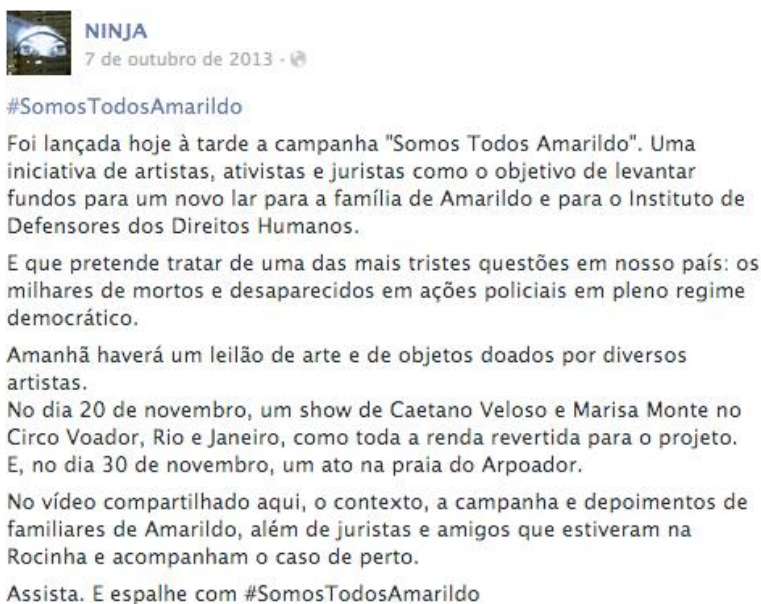 NINJA
7 de outubro de 2013 ·
#SomosTodosAmarildo
Foi lançada hoje à tarde a campanha "Somos Todos Amarildo". Uma
iniciativa de artistas, ativistas e juristas como o objetivo de levantar
fundos para um novo lar para a família de Amarildo e para o Instituto de
Defensores dos Direitos Humanos.
E que pretende tratar de uma das mais tristes questões em nosso país: os
milhares de mortos e desaparecidos em ações policiais em pleno regime
democrático.
Amanhã haverá um leilão de arte e de objetos doados por diversos
artistas.
No dia 20 de novembro, um show de Caetano Veloso e Marisa Monte no
Circo Voador, Rio e Janeiro, como toda a renda revertida para o projeto.
E, no dia 30 de novembro, um ato na praia do Arpoador.
No vídeo compartilhado aqui, o contexto, a campanha e depoimentos de
familiares de Amarildo, além de juristas e amigos que estiveram na
Rocinha e acompanham o caso de perto.
Assista. E espalhe com #SomosTodosAmarildo